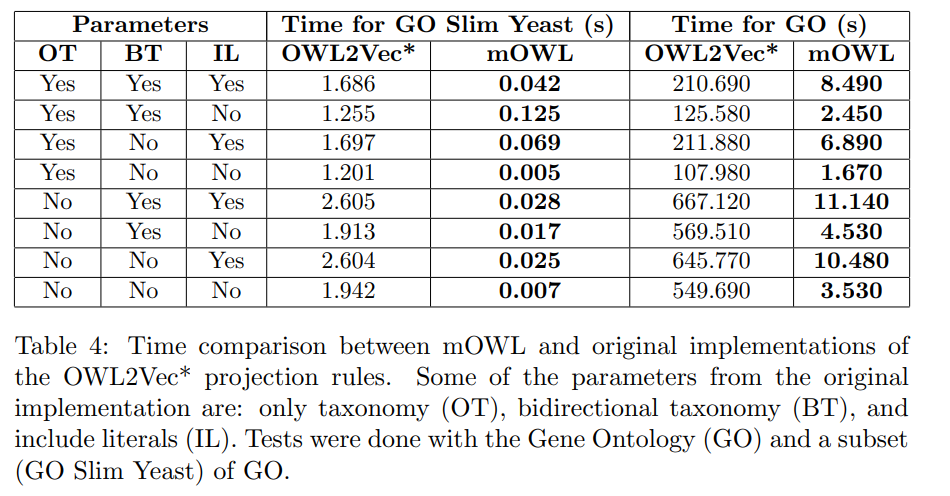 Parameters Time for GO Slim Yeast (s) Time for GO (s)
OT BT IL OWL2Vec* mOWL OWL2Vec* mOWL
Yes Yes Yes 1.686 0.042 210.690 8.490
Yes Yes No 1.255 0.125 125.580 2.450
Yes No Yes 1.697 0.069 211.880 6.890
Yes No No 1.201 0.005 107.980 1.670
No Yes Yes 2.605 0.028 667.120 11.140
No Yes No 1.913 0.017 569.510 4.530
No No Yes 2.604 0.025 645.770 10.480
No No No 1.942 0.007 549.690 3.530
Table 4: Time comparison between mOWL and original implementations of
the OWL2Vec* projection rules. Some of the parameters from the original
implementation are: only taxonomy (OT), bidirectional taxonomy (BT), and
include literals (IL). Tests were done with the Gene Ontology (GO) and a subset
(GO Slim Yeast) of GO.